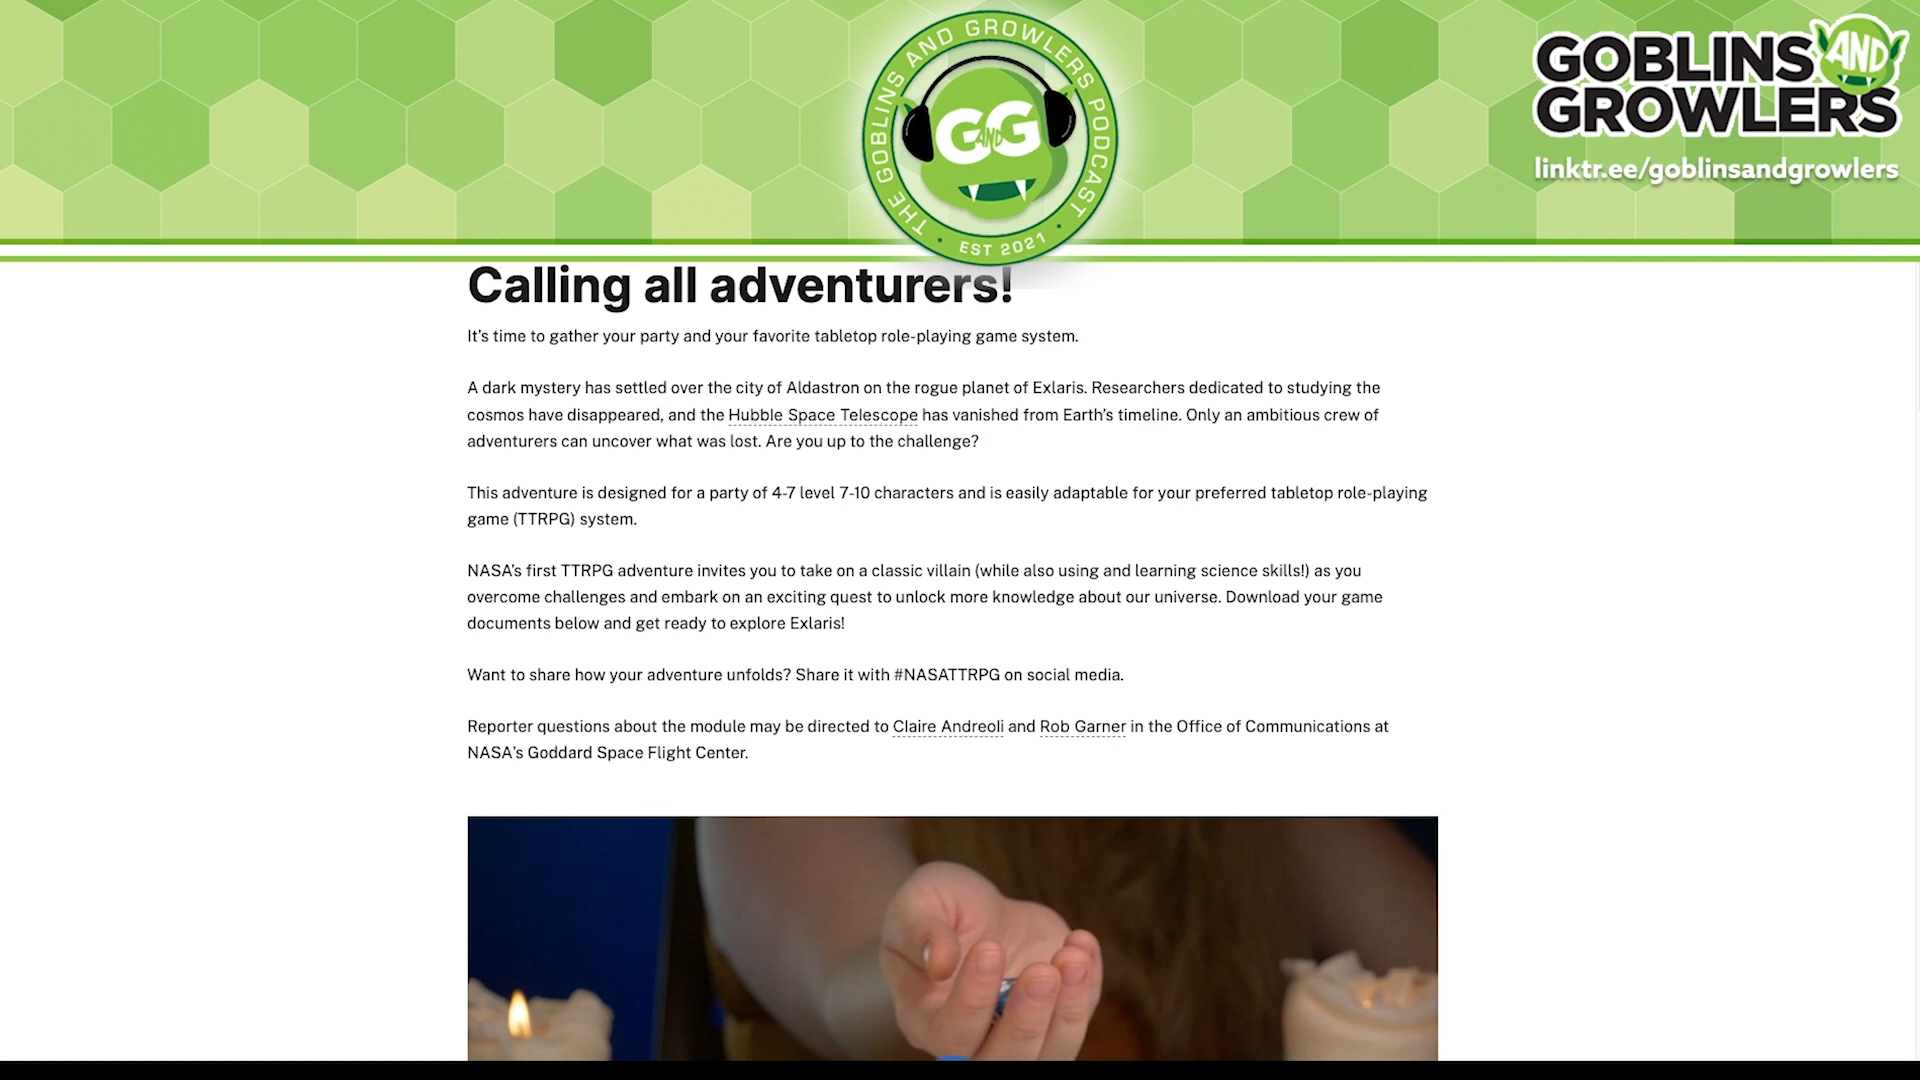 THE GOBLINS AND GROWLERS PODCAST
G AND G
EST 2021
GOBLINS AND
GROWLERS
linktr.ee/goblinsandgrowlers
Calling all adventurers!
It’s time to gather your party and your favorite tabletop role-playing game system.
A dark mystery has settled over the city of Aldastron on the rogue planet of Exlaris. Researchers dedicated to studying the
cosmos have disappeared, and the Hubble Space Telescope has vanished from Earth’s timeline. Only an ambitious crew of
adventurers can uncover what was lost. Are you up to the challenge?
This adventure is designed for a party of 4-7 level 7-10 characters and is easily adaptable for your preferred tabletop role-playing
game (TTRPG) system.
NASA’s first TTRPG adventure invites you to take on a classic villain (while also using and learning science skills!) as you
overcome challenges and embark on an exciting quest to unlock more knowledge about our universe. Download your game
documents below and get ready to explore Exlaris!
Want to share how your adventure unfolds? Share it with #NASATTRPG on social media.
Reporter questions about the module may be directed to Claire Andreoli and Rob Garner in the Office of Communications at
NASA’s Goddard Space Flight Center.